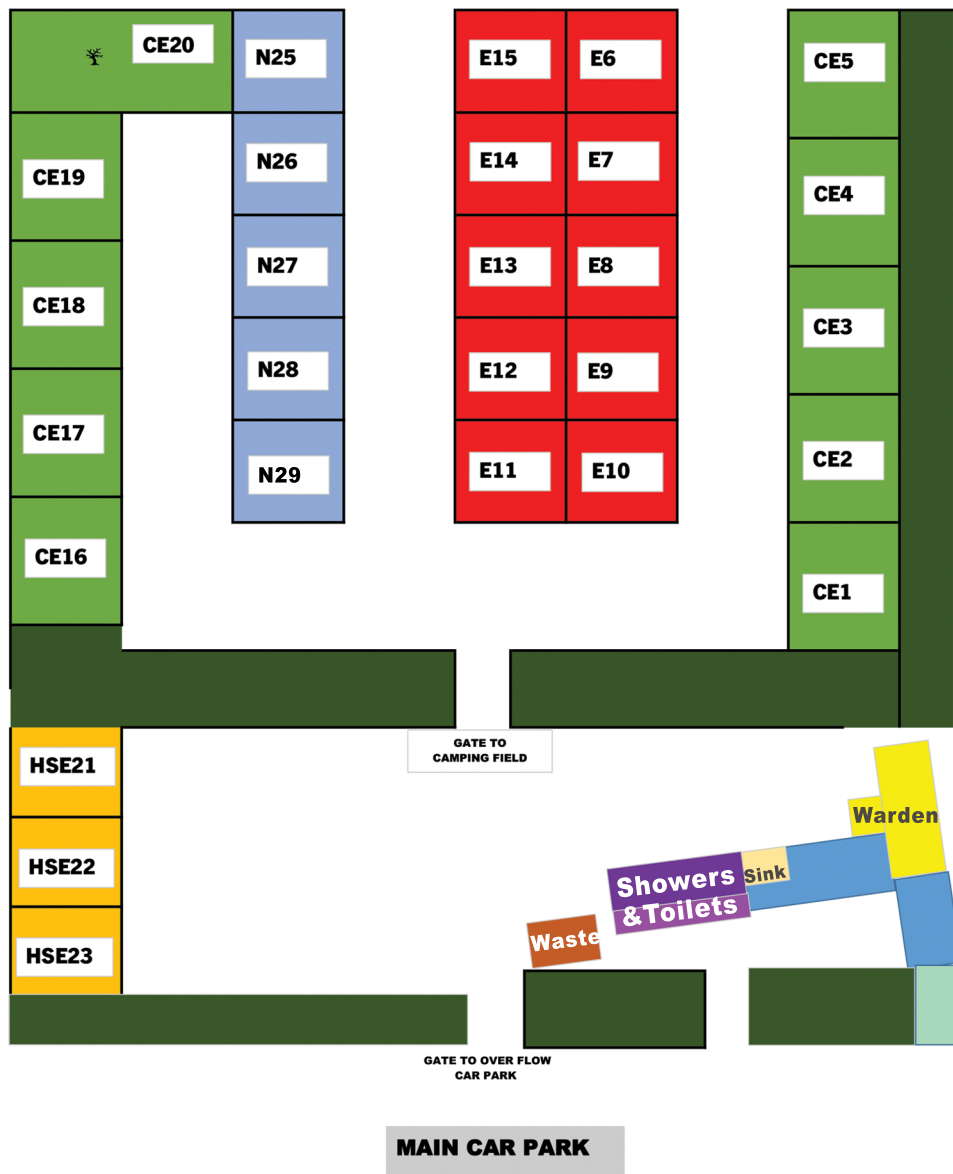 CE20
N25
E15
E6
CE5
CE19
N26
E14
E7
CE4
CE18
N27
E13
E8
CE3
CE17
N28
E12
E9
CE2
CE16
N29
E11
E10
CE1
GATE TO
CAMPING FIELD
HSE21
HSE22
HSE23
Warden
Showers
&Toilets
Sink
Waste
GATE TO OVER FLOW
CAR PARK
MAIN CAR PARK